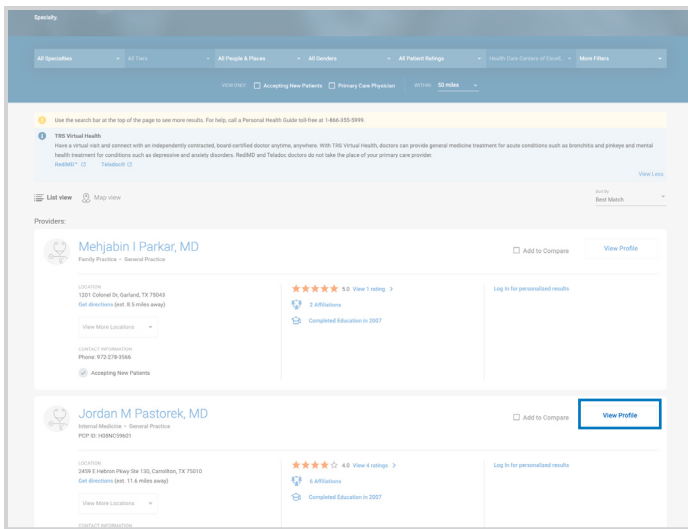 Specialty.
All Specialties
All Tiers
All People & Places
All Genders
All Patient Ratings
Health Care Centers of Excell...
More Filters
VIEW ONLY: Accepting New Patients Primary Care Physician WITHIN: 50 miles
Use the search bar at the top of the page to see more results. For help, call a Personal Health Guide toll-free at 1-866-355-5999.
TRS Virtual Health
Have a virtual visit and connect with an independently contracted, board-certified doctor anytime, anywhere. With TRS Virtual Health, doctors can provide general medicine treatment for acute conditions such as bronchitis and pinkeye and mental
health treatment for conditions such as depressive and anxiety disorders. RediMD and Teladoc doctors do not take the place of your primary care provider.
RediMD™ Teladoc®
View Less
List view Map view
Sort By
Best Match
Providers:
Mehjabin I Parkar, MD
Family Practice • General Practice
Add to Compare
View Profile
LOCATION
1201 Colonel Dr, Garland, TX 75043
Get directions (est. 8.5 miles away)
View More Locations
CONTACT INFORMATION
Phone: 972-278-3566
Accepting New Patients
5.0 View 1 rating >
2 Affiliations
Completed Education in 2007
Log in for personalized results
Jordan M Pastorek, MD
Internal Medicine • General Practice
PCP ID: H08NC59601
Add to Compare
View Profile
LOCATION
2459 E Hebron Pkwy Ste 130, Carrollton, TX 75010
Get directions (est. 11.6 miles away)
View More Locations
CONTACT INFORMATION
4.0 View 4 ratings >
6 Affiliations
Completed Education in 2007
Log in for personalized results